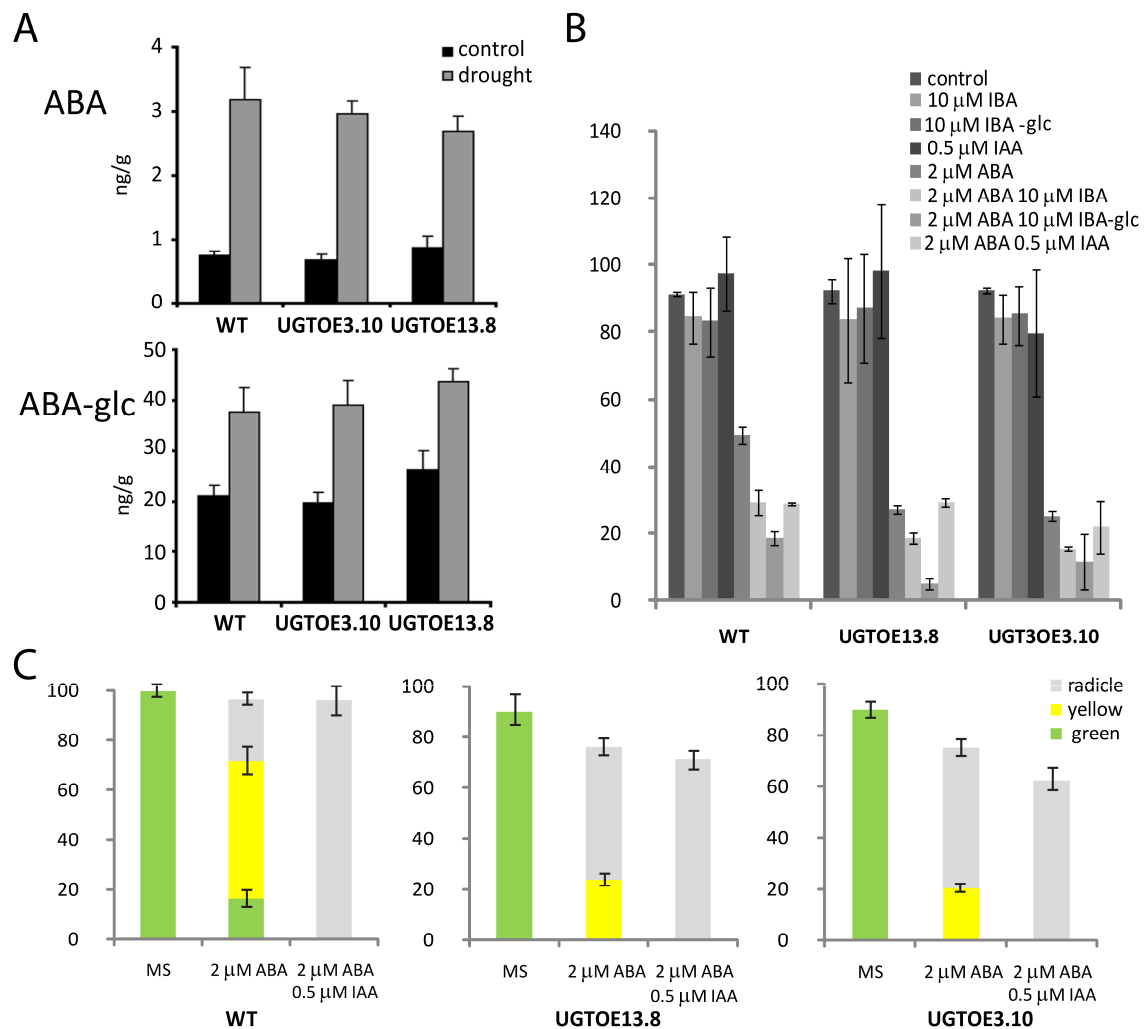 A
B
4
3
2
1
0
ABA
ng/g
control
drought
WT UGTOE3.10 UGTOE13.8
50
40
30
20
10
0
ABA-glc
ng/g
WT UGTOE3.10 UGTOE13.8
control
10 µM IBA
10 µM IBA -glc
0.5 µM IAA
2 µM ABA
2 µM ABA 10 µM IBA
2 µM ABA 10 µM IBA-glc
2 µM ABA 0.5 µM IAA
140
120
100
80
60
40
20
0
WT UGTOE13.8 UGT3OE3.10
C
100
80
60
40
20
0
MS 2 µM ABA 2 µM ABA
0.5 µM IAA
WT
100
80
60
40
20
0
MS 2 µM ABA 2 µM ABA
0.5 µM IAA
UGTOE13.8
100
80
60
40
20
0
radicle
yellow
green
MS 2 µM ABA 2 µM ABA
0.5 µM IAA
UGTOE3.10